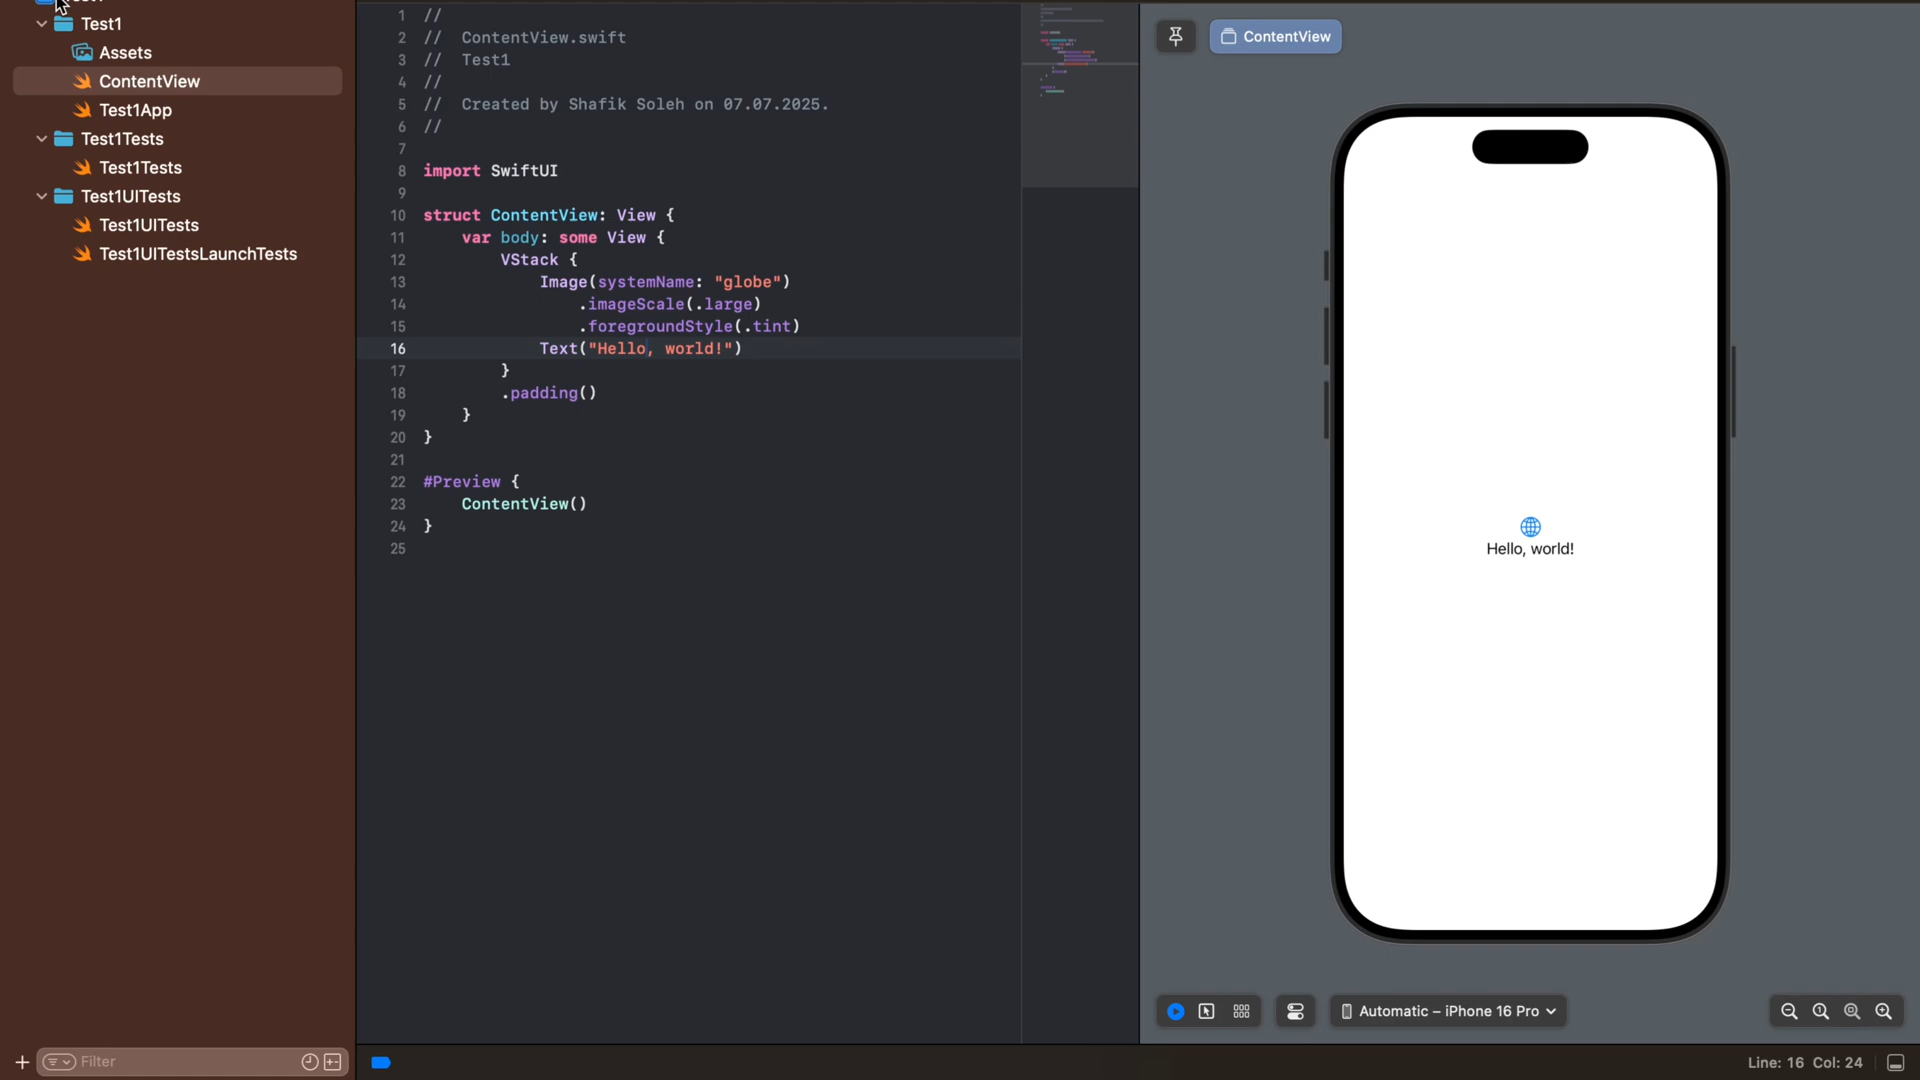 Test1
Assets
ContentView
Test1App
Test1Tests
Test1Tests
Test1UITests
Test1UITests
Test1UITestsLaunchTests
Filter
1 //
2 //  ContentView.swift
3 //  Test1
4 //
5 //  Created by Shafik Soleh on 07.07.2025.
6 //
7
8 import SwiftUI
9
10 struct ContentView: View {
11     var body: some View {
12         VStack {
13             Image(systemName: "globe")
14                 .imageScale(.large)
15                 .foregroundStyle(.tint)
16             Text("Hello, world!")
17         }
18         .padding()
19     }
20 }
21
22 #Preview {
23     ContentView()
24 }
25
ContentView
Hello, world!
Automatic – iPhone 16 Pro
Line: 16 Col: 24